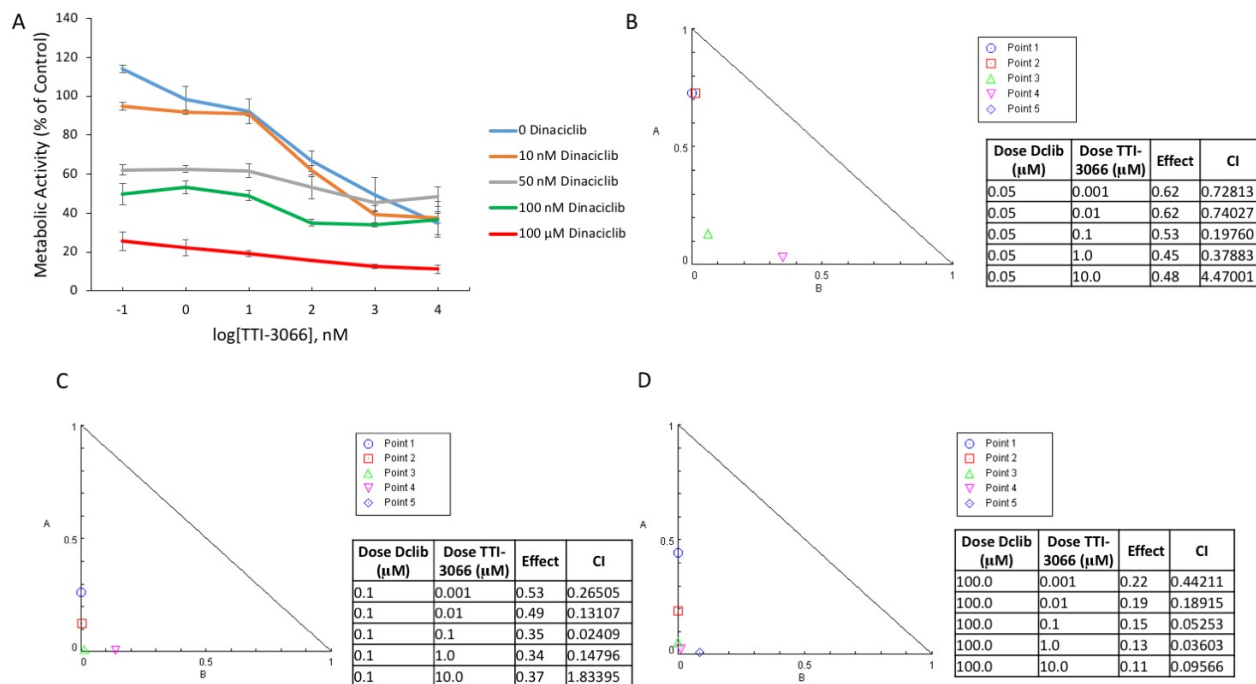 A
140
120
100
80
60
40
20
0
Metabolic Activity (% of Control)
-1 0 1 2 3 4
log[TTI-3066], nM
0 Dinaciclib
10 nM Dinaciclib
50 nM Dinaciclib
100 nM Dinaciclib
100 µM Dinaciclib
B
1
A
0.5
0
0 0.5 1
B
Point 1
Point 2
Point 3
Point 4
Point 5
Dose Dclib (µM) Dose TTI-3066 (µM) Effect CI
0.05 0.001 0.62 0.72813
0.05 0.01 0.62 0.74027
0.05 0.1 0.53 0.19760
0.05 1.0 0.45 0.37883
0.05 10.0 0.48 4.47001
C
1
A
0.5
0
0 0.5 1
B
Point 1
Point 2
Point 3
Point 4
Point 5
Dose Dclib (µM) Dose TTI-3066 (µM) Effect CI
0.1 0.001 0.53 0.26505
0.1 0.01 0.49 0.13107
0.1 0.1 0.35 0.02409
0.1 1.0 0.34 0.14796
0.1 10.0 0.37 1.83395
D
1
A
0.5
0
0 0.5 1
B
Point 1
Point 2
Point 3
Point 4
Point 5
Dose Dclib (µM) Dose TTI-3066 (µM) Effect CI
100.0 0.001 0.22 0.44211
100.0 0.01 0.19 0.18915
100.0 0.1 0.15 0.05253
100.0 1.0 0.13 0.03603
100.0 10.0 0.11 0.09566